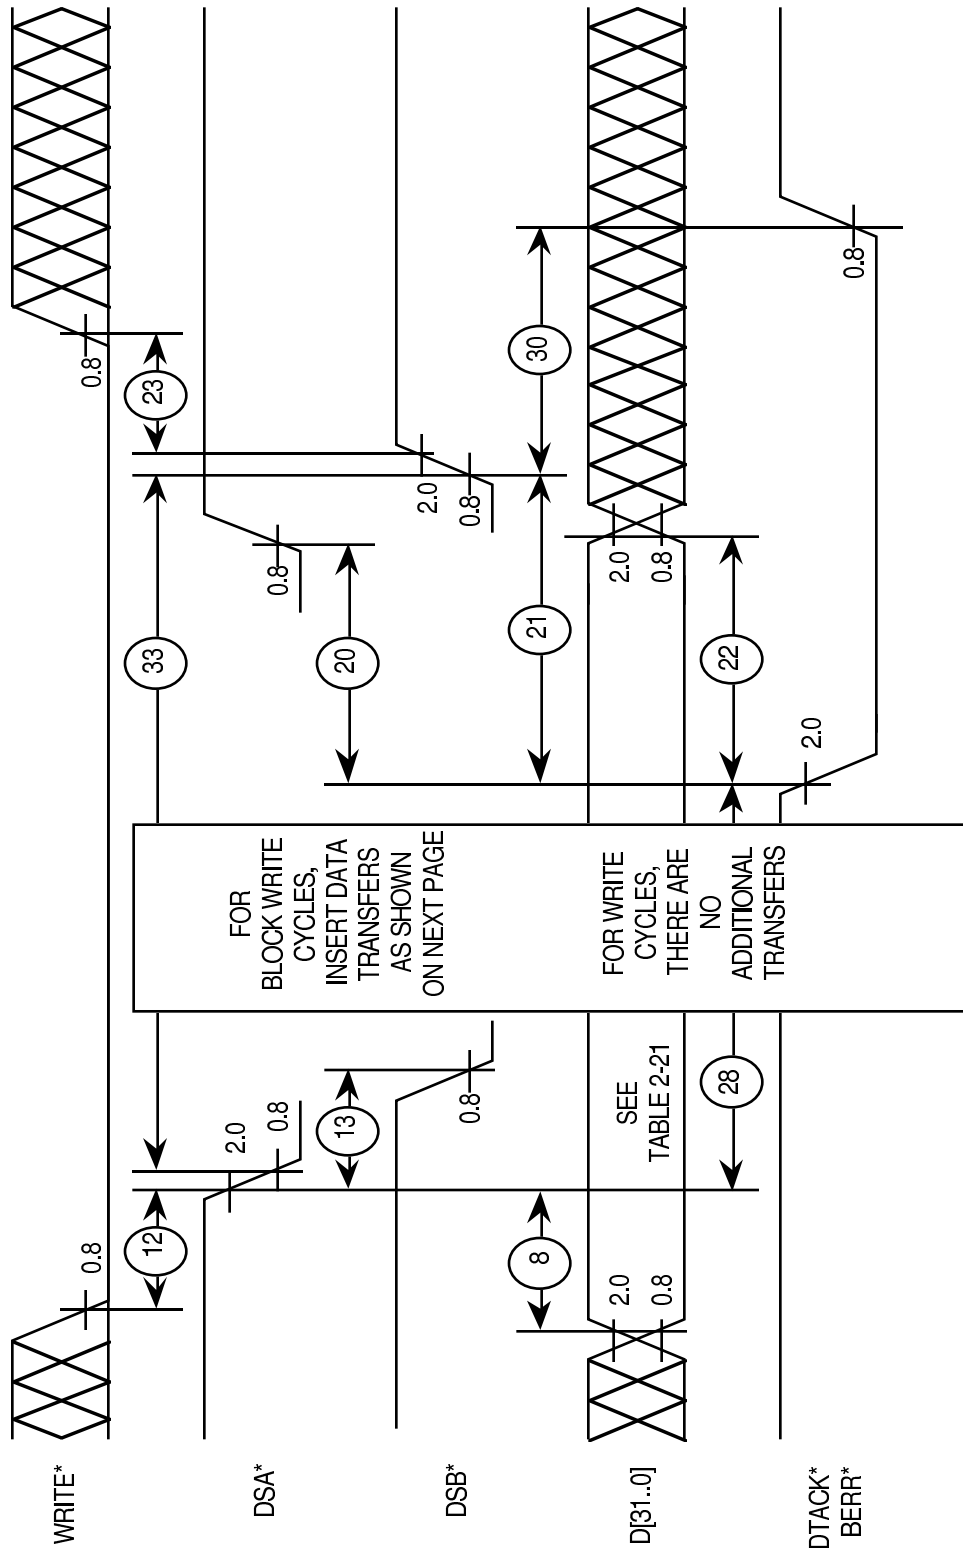 WRITE*
0.8
0.8
12
33
23
DSA*
2.0
0.8
0.8
FOR
BLOCK WRITE
CYCLES,
INSERT DATA
TRANSFERS
AS SHOWN
ON NEXT PAGE
13
20
DSB*
0.8
2.0
0.8
8
21
30
D[31..0]
2.0
0.8
SEE
TABLE 2-21
FOR WRITE
CYCLES,
THERE ARE
NO
ADDITIONAL
TRANSFERS
2.0
0.8
28
22
DTACK*
BERR*
2.0
0.8